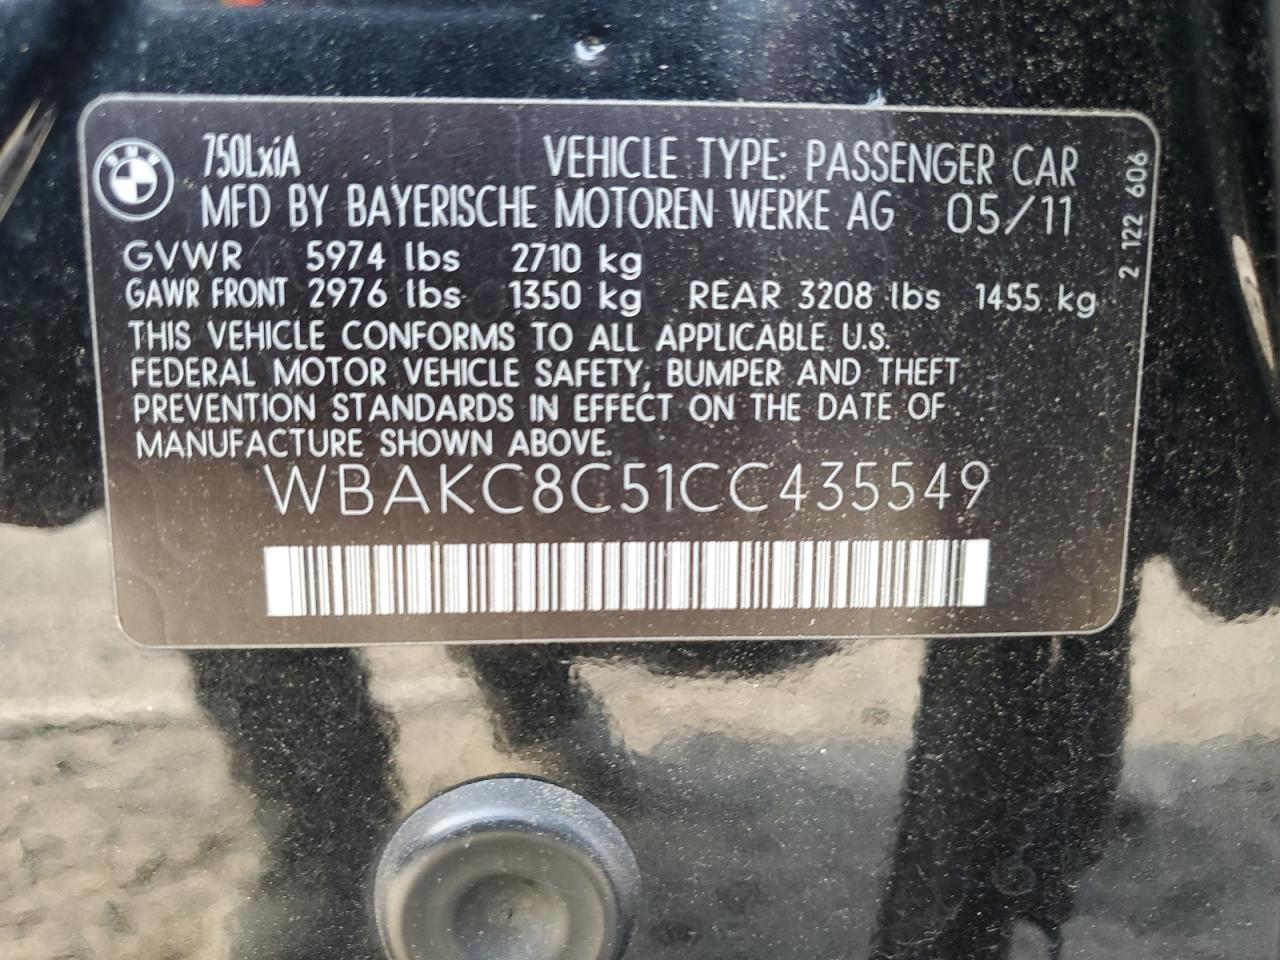 BMW
750LxiA VEHICLE TYPE: PASSENGER CAR
MFD BY BAYERISCHE MOTOREN WERKE AG 05/11
GVWR 5974 lbs 2710 kg
GAWR FRONT 2976 lbs 1350 kg REAR 3208 lbs 1455 kg
THIS VEHICLE CONFORMS TO ALL APPLICABLE U.S.
FEDERAL MOTOR VEHICLE SAFETY, BUMPER AND THEFT
PREVENTION STANDARDS IN EFFECT ON THE DATE OF
MANUFACTURE SHOWN ABOVE.
WBAKC8C51CC435549
2 122 606